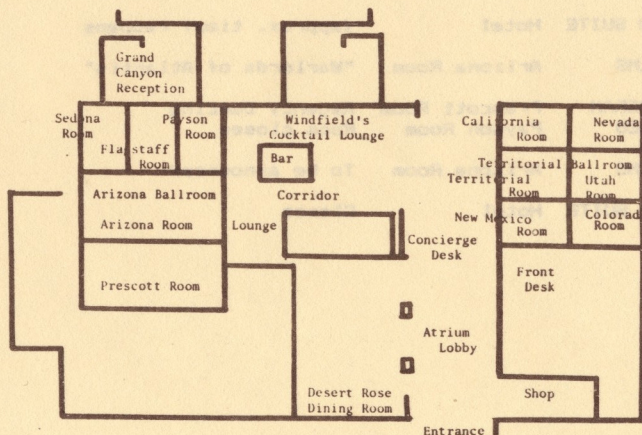 Grand
Canyon
Reception
Sedona
Room
Payson
Room
Flagstaff
Room
Windfield's
Cocktail Lounge
Bar
California
Room
Nevada
Room
Territorial Ballroom
Territorial
Room
Utah
Room
Arizona Ballroom
Corridor
Arizona Room
Lounge
New Mexico
Room
Colorad
Room
Concierge
Desk
Prescott Room
Front
Desk
Atrium
Lobby
Desert Rose
Dining Room
Shop
Entrance